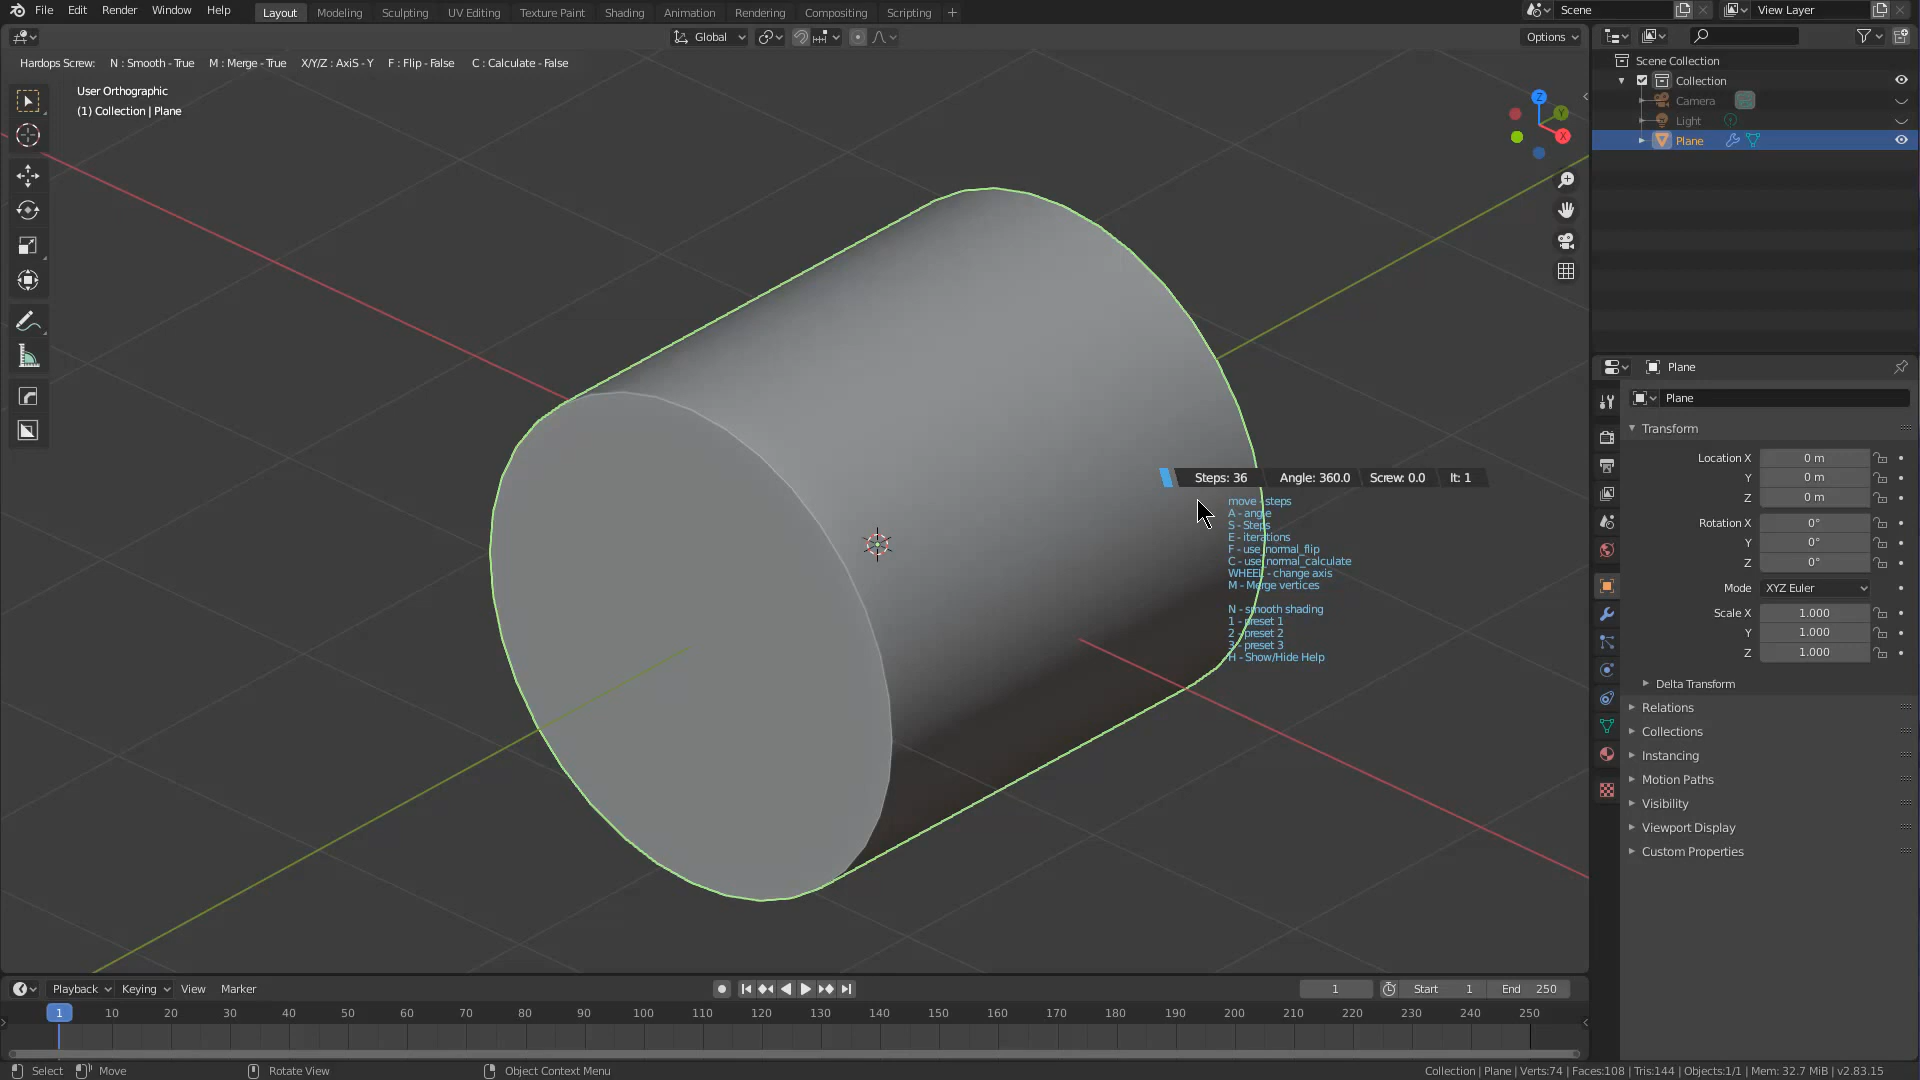 File Edit Render Window Help Layout Modeling Sculpting UV Editing Texture Paint Shading Animation Rendering Compositing Scripting + Scene View Layer
Global Options
Hardops Screw: N : Smooth - True M : Merge - True X/Y/Z : AxiS - Y F : Flip - False C : Calculate - False
User Orthographic
(1) Collection | Plane
Z
Y
X
Steps: 36 Angle: 360.0 Screw: 0.0 It: 1
move - steps
A - angle
S - Steps
E - iterations
F - use_normal_flip
C - use_normal_calculate
WHEEL - change axis
M - Merge vertices
N - smooth shading
1 - preset 1
2 - preset 2
3 - preset 3
H - Show/Hide Help
Scene Collection
Collection
Camera
Light
Plane
Plane
Plane
Transform
Location X 0 m
Y 0 m
Z 0 m
Rotation X 0°
Y 0°
Z 0°
Mode XYZ Euler
Scale X 1.000
Y 1.000
Z 1.000
Delta Transform
Relations
Collections
Instancing
Motion Paths
Visibility
Viewport Display
Custom Properties
Playback Keying View Marker 1 Start 1 End 250
1 10 20 30 40 50 60 70 80 90 100 110 120 130 140 150 160 170 180 190 200 210 220 230 240 250
Select Move Rotate View Object Context Menu Collection | Plane | Verts:74 | Faces:108 | Tris:144 | Objects:1/1 | Mem: 32.7 MiB | v2.83.15